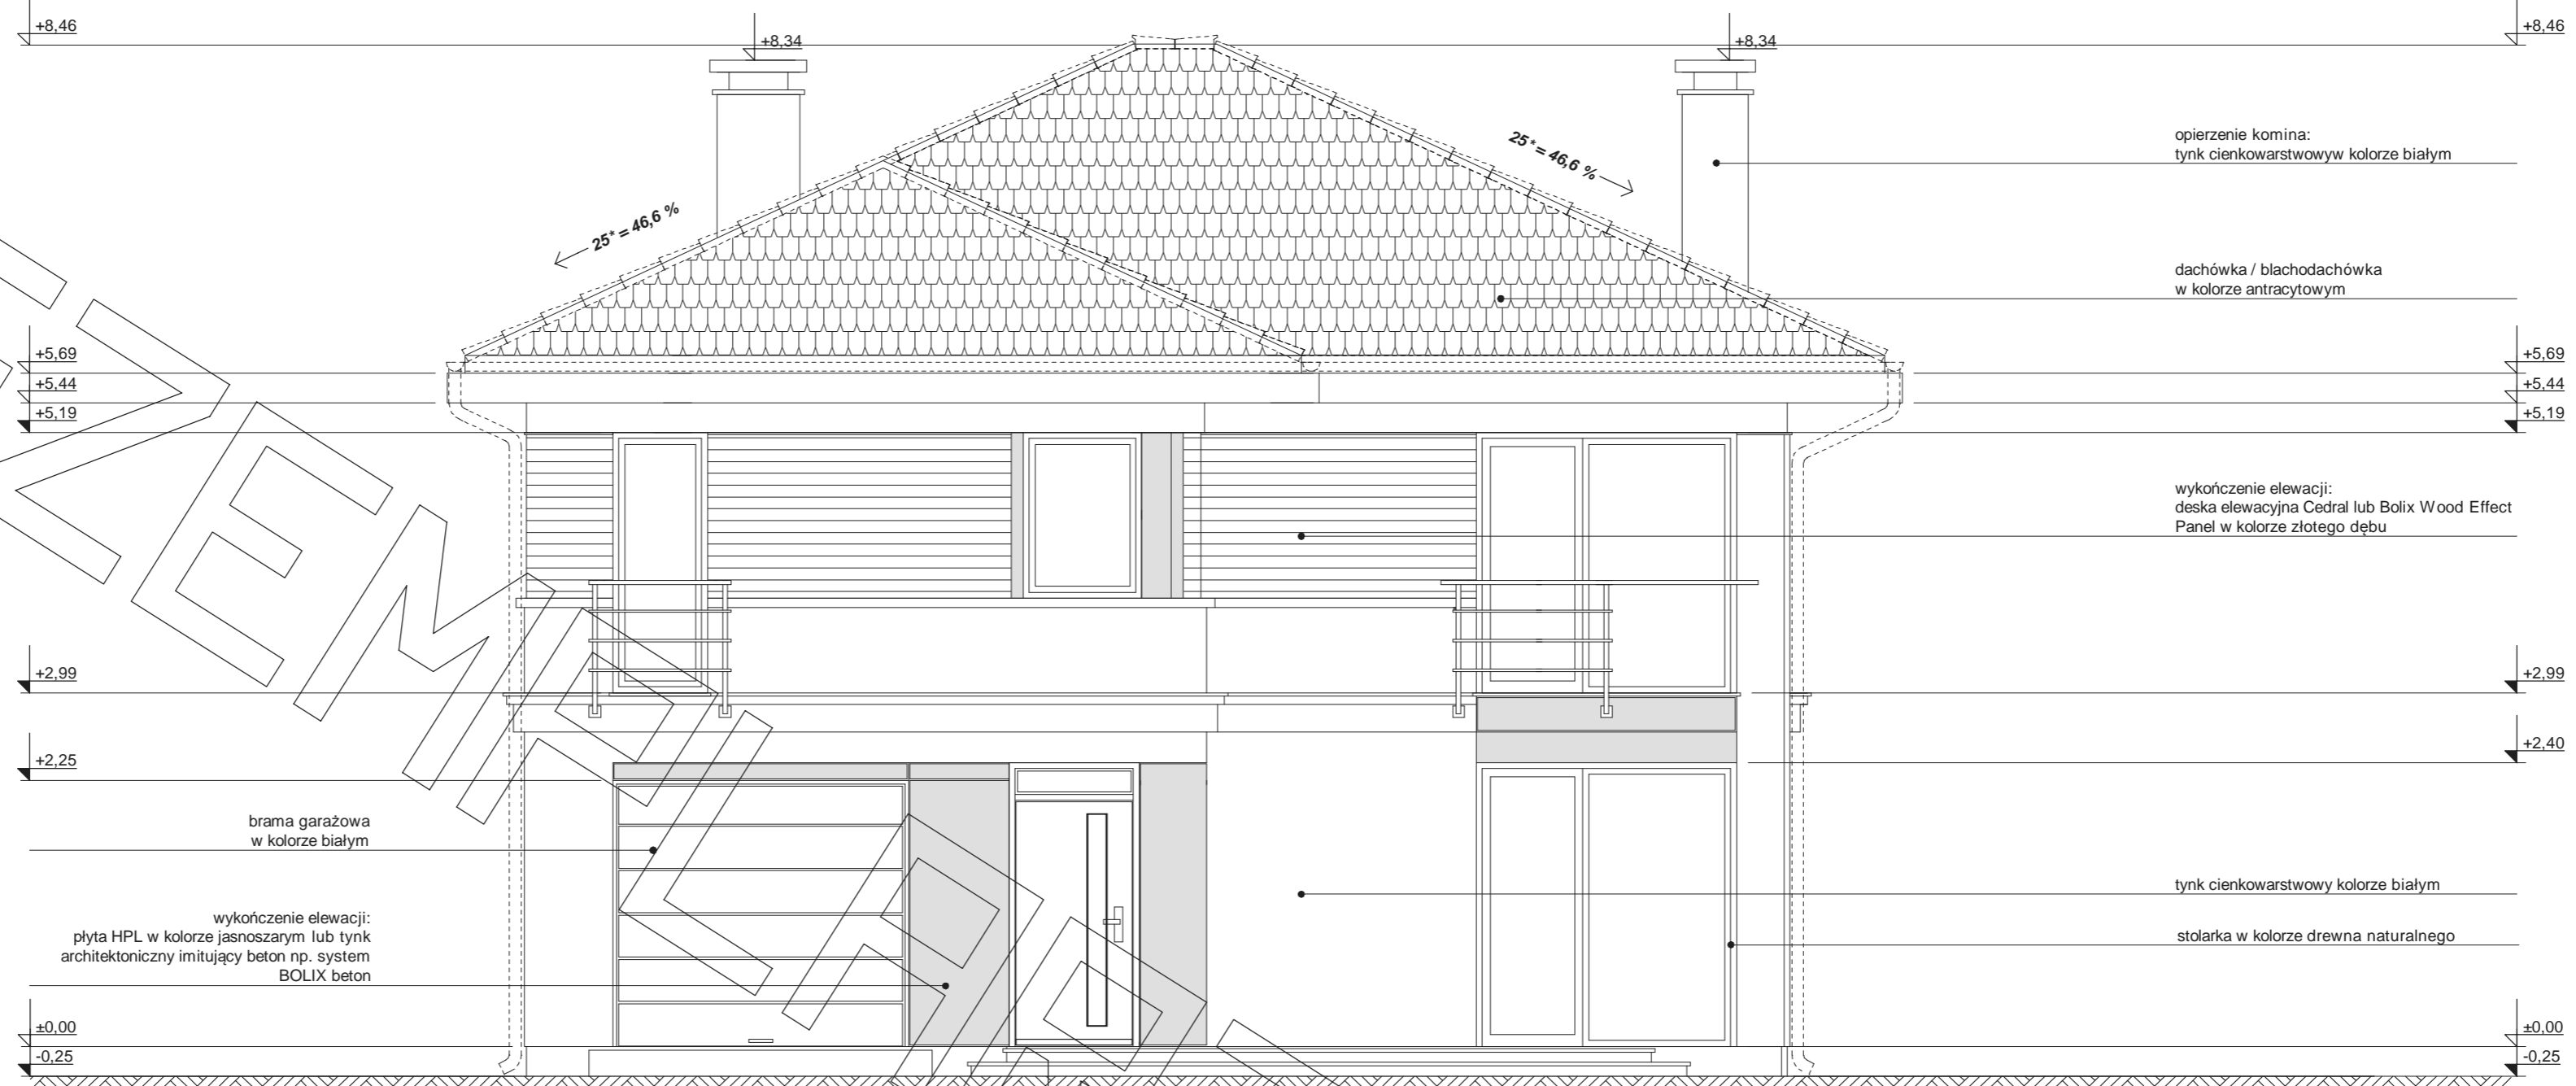 +8,46
+8,34
+8,34
+8,46
opierzenie komina:
tynk cienkowarstwowyw kolorze białym
25*= 46,6 %
25*= 46,6 %
dachówka / blachodachówka
w kolorze antracytowym
+5,69
+5,44
+5,19
+5,69
+5,44
+5,19
wykończenie elewacji:
deska elewacyjna Cedral lub Bolix Wood Effect
Panel w kolorze złotego dębu
+2,99
+2,99
+2,25
+2,40
brama garażowa
w kolorze białym
tynk cienkowarstwowy kolorze białym
wykończenie elewacji:
płyta HPL w kolorze jasnoszarym lub tynk
architektoniczny imitujący beton np. system
BOLIX beton
stolarka w kolorze drewna naturalnego
±0,00
-0,25
±0,00
-0,25